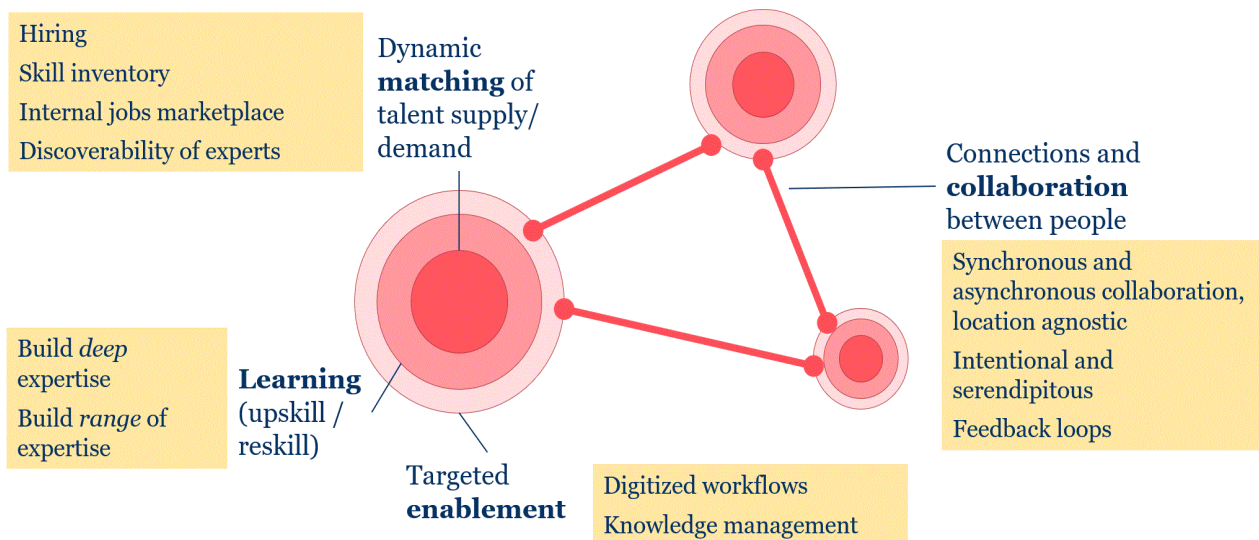 Hiring
Skill inventory
Internal jobs marketplace
Discoverability of experts
Dynamic
matching of
talent supply/
demand
Connections and
collaboration
between people
Synchronous and
asynchronous collaboration,
location agnostic
Intentional and
serendipitous
Feedback loops
Build deep
expertise
Build range of
expertise
Learning
(upskill /
reskill)
Targeted
enablement
Digitized workflows
Knowledge management